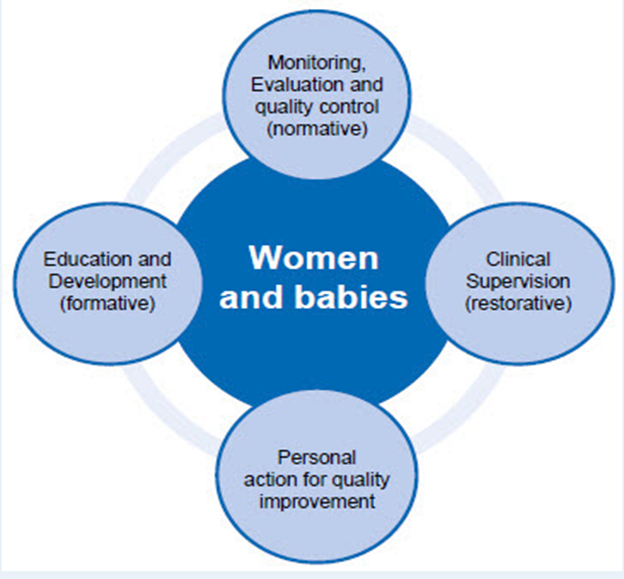 Monitoring,
Evaluation and
quality control
(normative)
Education and
Development
(formative)
Women
and babies
Clinical
Supervision
(restorative)
Personal
action for quality
improvement